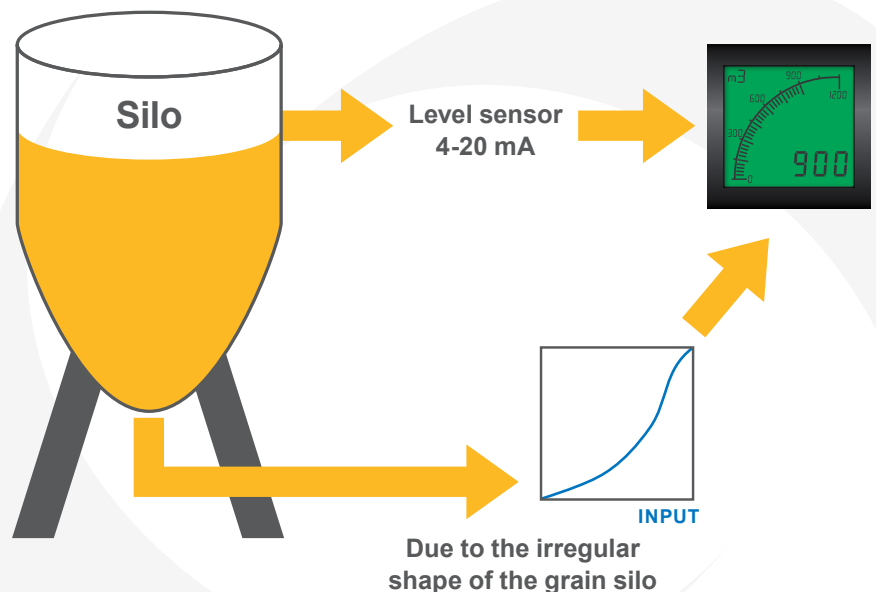 Silo
Level sensor
4-20 mA
m3
0
300
600
900
1200
900
INPUT
Due to the irregular
shape of the grain silo